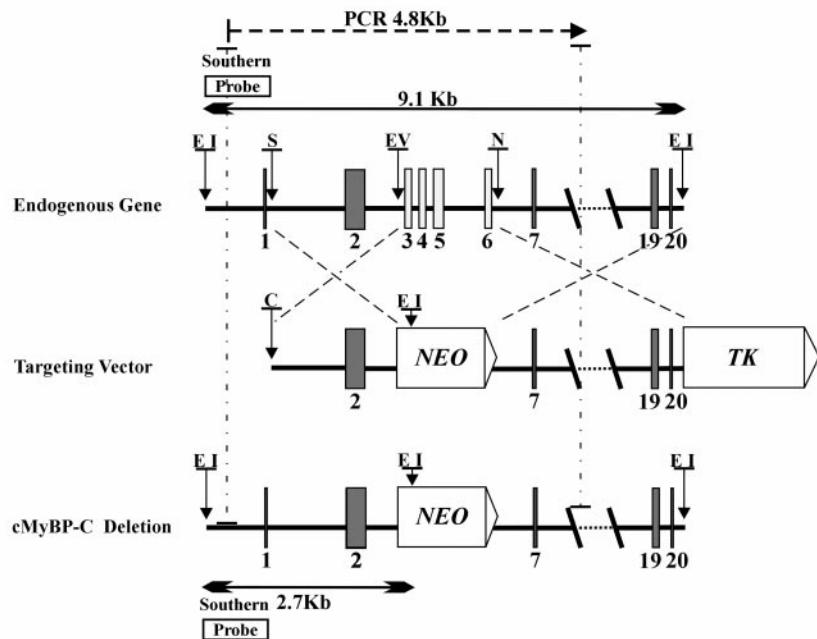 PCR 4.8Kb
Southern
Probe
9.1 Kb
E I S EV N E I
Endogenous Gene
1 2 3 4 5 6 7 19 20
C E I
Targeting Vector NEO TK
2 7 19 20
E I E I E I
cMyBP-C Deletion NEO
1 2 7 19 20
Southern 2.7Kb
Probe